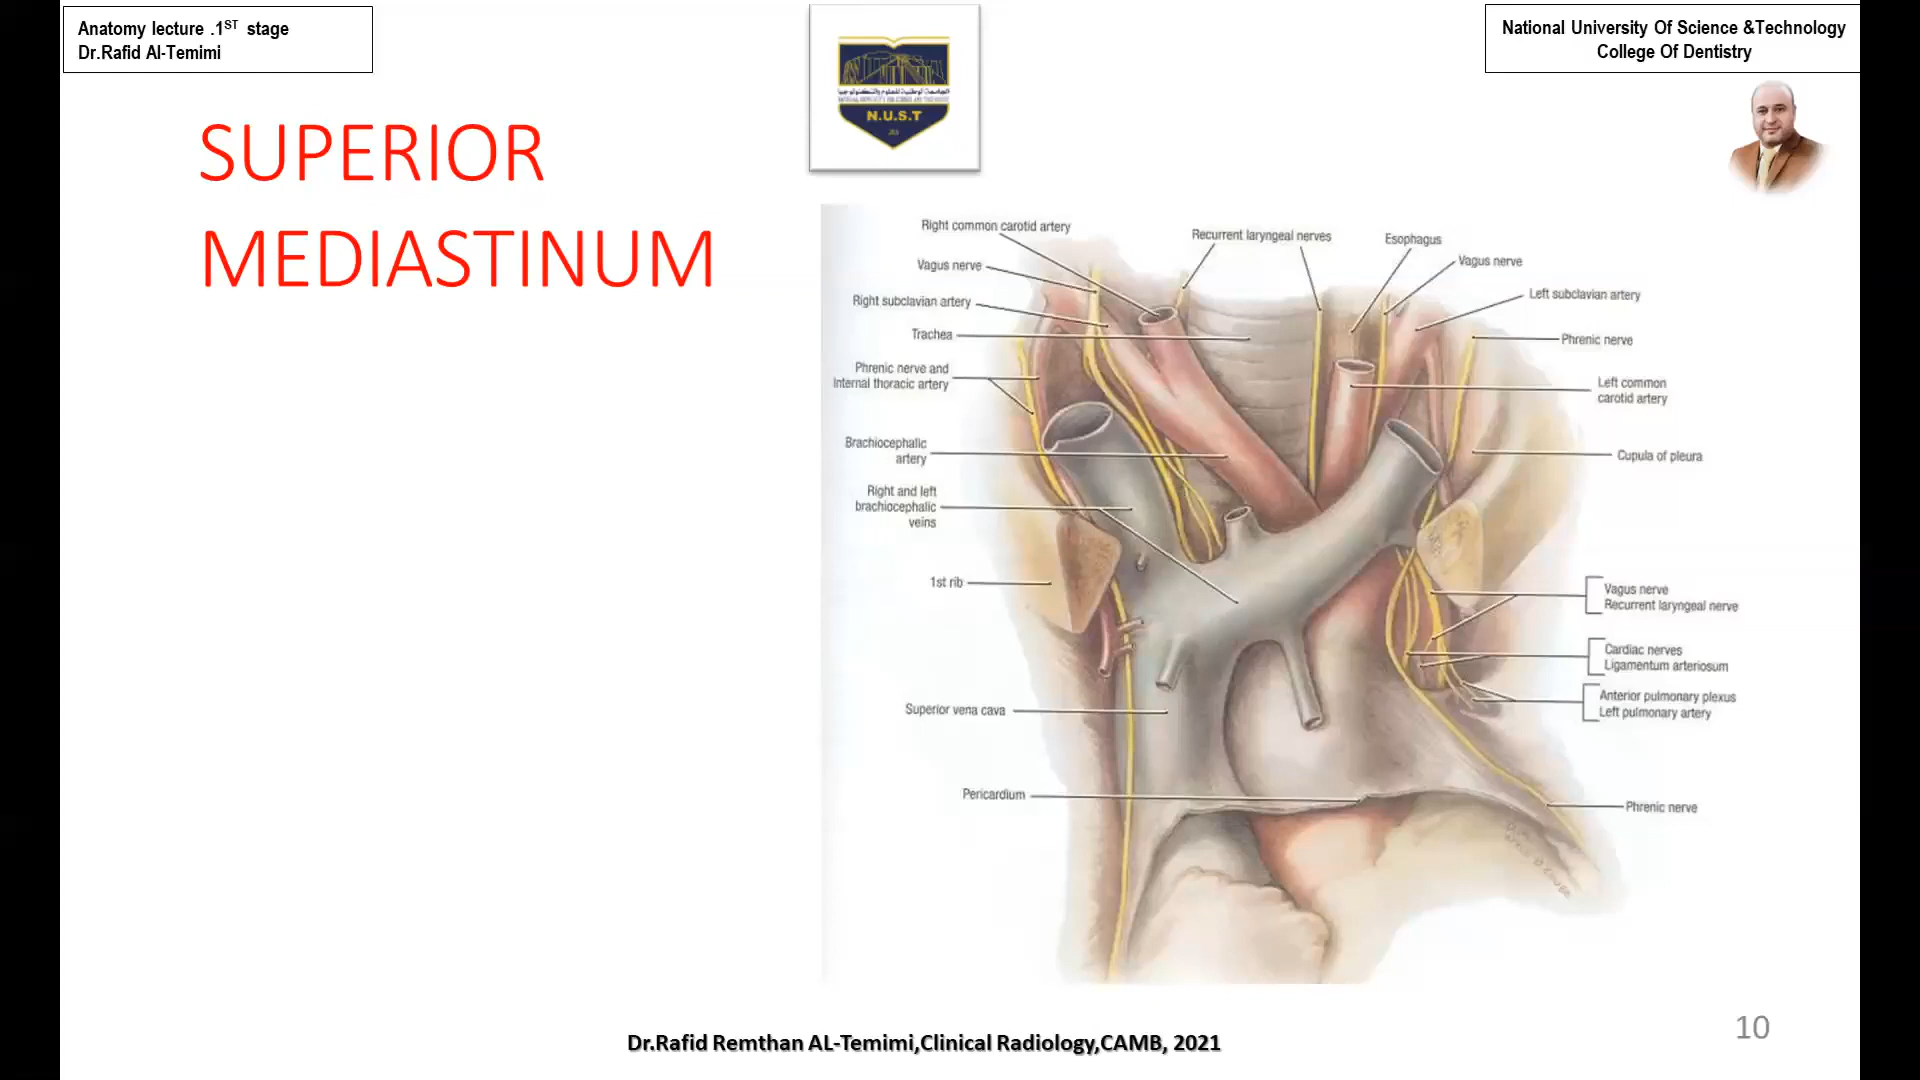 Anatomy lecture .1ST stage
Dr.Rafid Al-Temimi
N.U.S.T
National University Of Science &Technology
College Of Dentistry
SUPERIOR
MEDIASTINUM
Right common carotid artery
Vagus nerve
Right subclavian artery
Trachea
Phrenic nerve and
Internal thoracic artery
Brachiocephalic
artery
Right and left
brachiocephalic
veins
1st rib
Superior vena cava
Pericardium
Recurrent laryngeal nerves
Esophagus
Vagus nerve
Left subclavian artery
Phrenic nerve
Left common
carotid artery
Cupula of pleura
Vagus nerve
Recurrent laryngeal nerve
Cardiac nerves
Ligamentum arteriosum
Anterior pulmonary plexus
Left pulmonary artery
Phrenic nerve
Dr.Rafid Remthan AL-Temimi,Clinical Radiology,CAMB, 2021
10